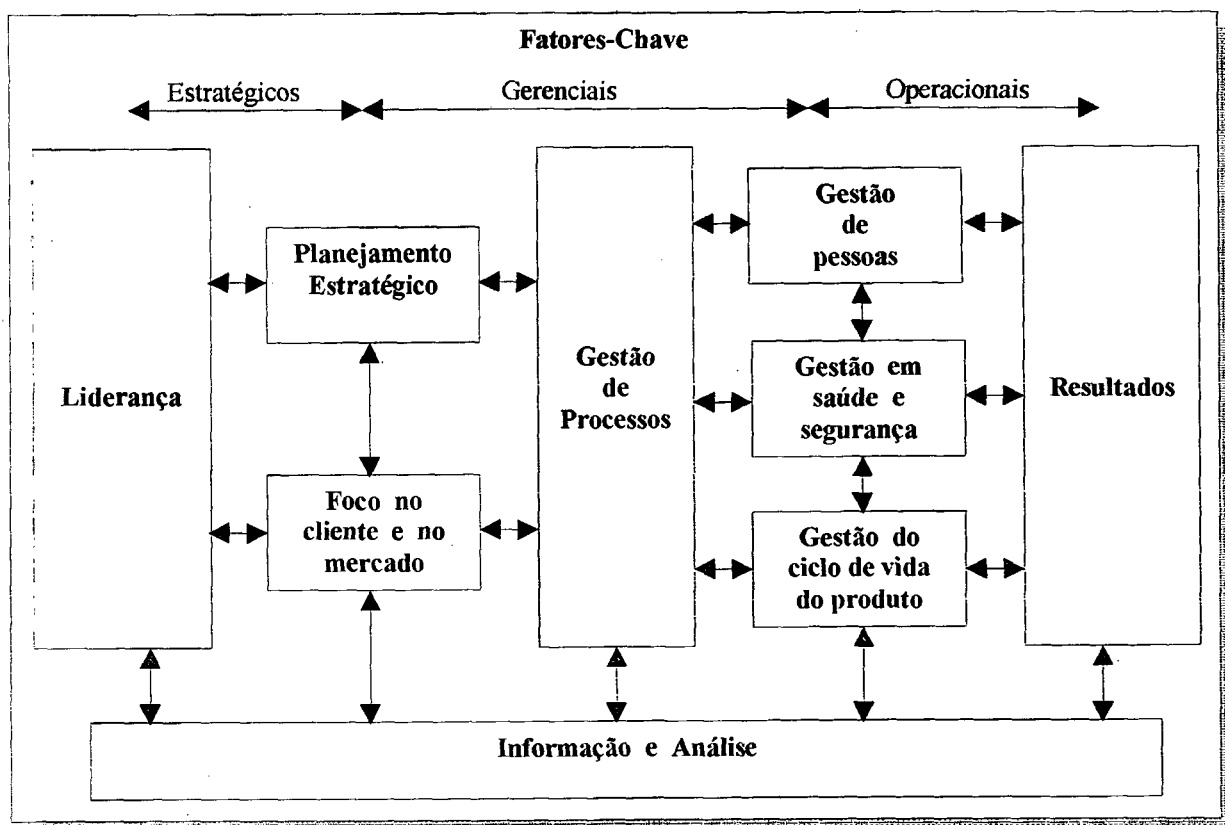 Fatores-Chave
Estratégicos
Gerenciais
Operacionais
Liderança
Planejamento
Estratégico
Foco no
cliente e no
mercado
Gestão
de
Processos
Gestão
de
pessoas
Gestão em
saúde e
segurança
Gestão do
ciclo de vida
do produto
Resultados
Informação e Análise